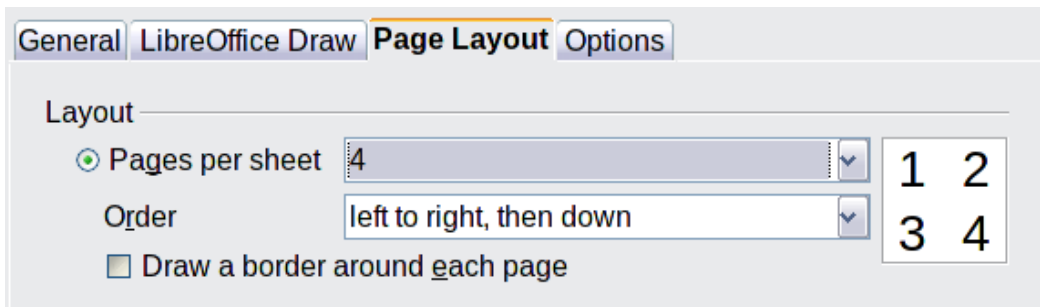 General LibreOffice Draw Page Layout Options
Layout
Pages per sheet 4
Order left to right, then down
Draw a border around each page
1 2
3 4